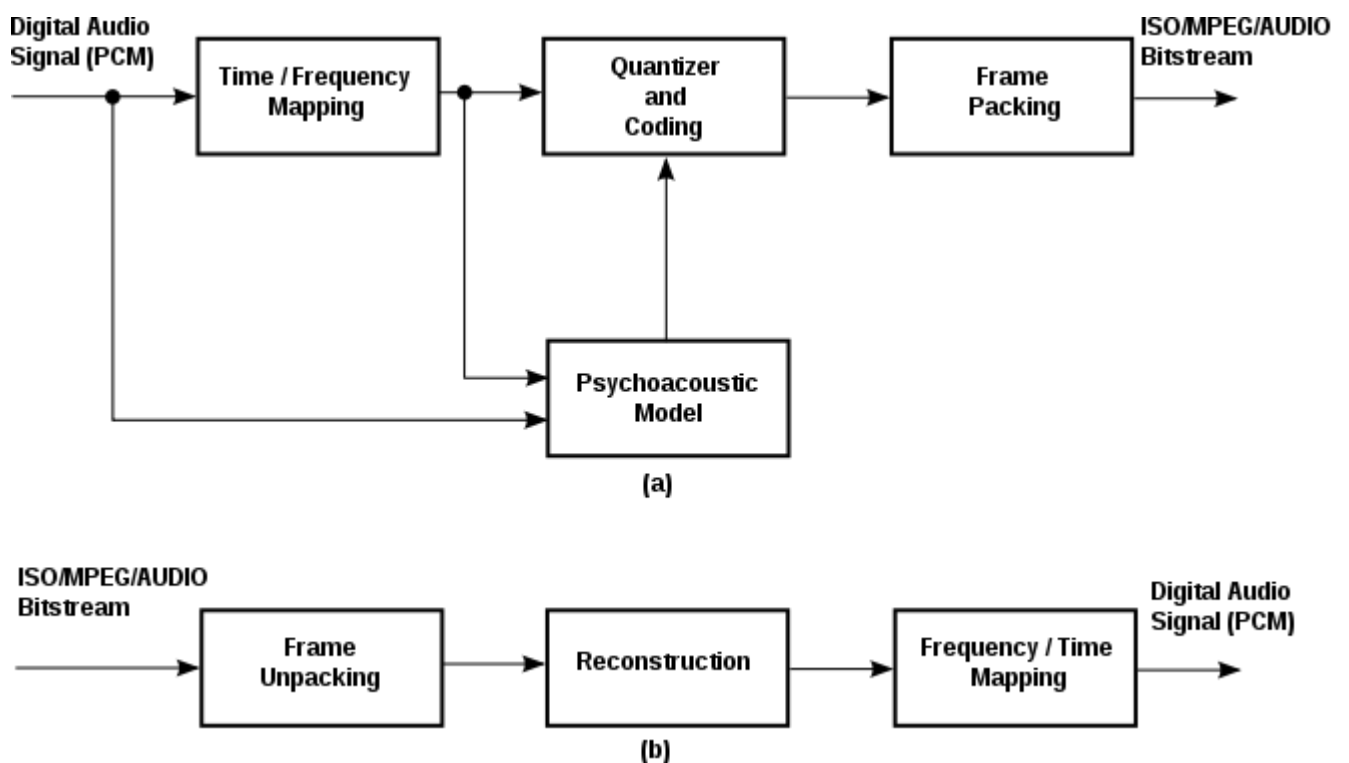 Digital Audio
Signal (PCM)
Time / Frequency
Mapping
Quantizer
and
Coding
Frame
Packing
ISO/MPEG/AUDIO
Bitstream
Psychoacoustic
Model
(a)
ISO/MPEG/AUDIO
Bitstream
Frame
Unpacking
Reconstruction
Frequency / Time
Mapping
Digital Audio
Signal (PCM)
(b)